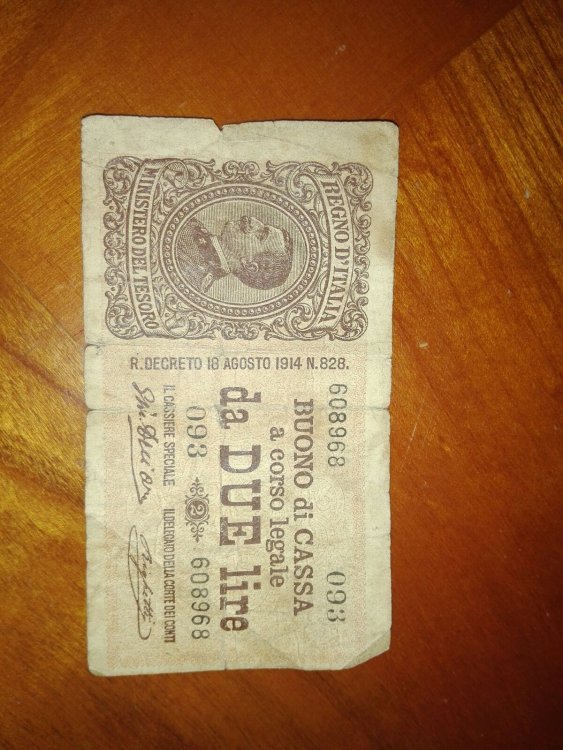 REGNO D'ITALIA
MINISTERO DEL TESORO
R. DECRETO 18 AGOSTO 1914 N. 828.
608968 093
BUONO di CASSA
a corso legale
da DUE lire
093 2 608968
IL CASSIERE SPECIALE IL DELEGATO DELLA CORTE DEI CONTI